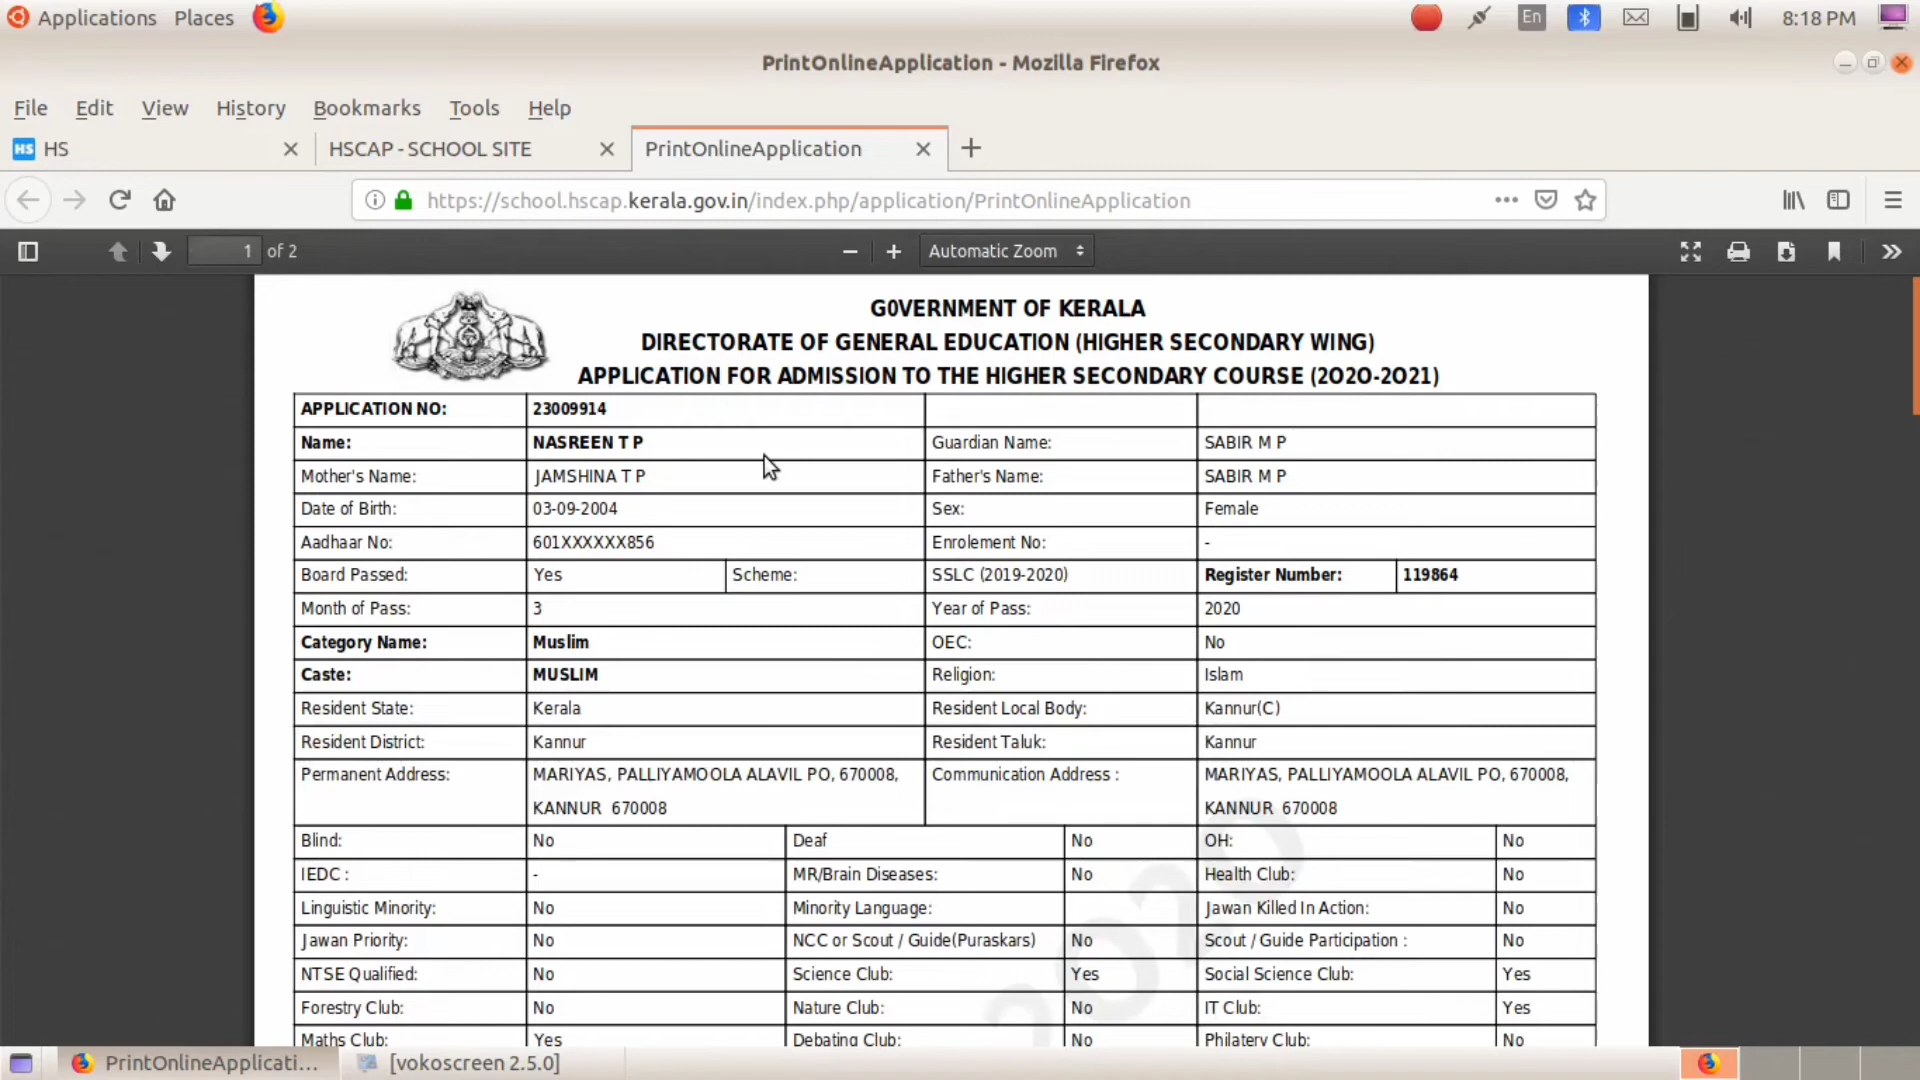 Applications Places En 8:18 PM
PrintOnlineApplication - Mozilla Firefox
File Edit View History Bookmarks Tools Help
HS HS HSCAP - SCHOOL SITE PrintOnlineApplication
https://school.hscap.kerala.gov.in/index.php/application/PrintOnlineApplication
1 of 2 Automatic Zoom
G0VERNMENT OF KERALA
DIRECTORATE OF GENERAL EDUCATION (HIGHER SECONDARY WING)
APPLICATION FOR ADMISSION TO THE HIGHER SECONDARY COURSE (2O2O-2O21)
APPLICATION NO: 23009914
Name: NASREEN T P Guardian Name: SABIR M P
Mother's Name: JAMSHINA T P Father's Name: SABIR M P
Date of Birth: 03-09-2004 Sex: Female
Aadhaar No: 601XXXXXX856 Enrolement No: -
Board Passed: Yes Scheme: SSLC (2019-2020) Register Number: 119864
Month of Pass: 3 Year of Pass: 2020
Category Name: Muslim OEC: No
Caste: MUSLIM Religion: Islam
Resident State: Kerala Resident Local Body: Kannur(C)
Resident District: Kannur Resident Taluk: Kannur
Permanent Address: MARIYAS, PALLIYAMOOLA ALAVIL PO, 670008, Communication Address : MARIYAS, PALLIYAMOOLA ALAVIL PO, 670008,
KANNUR 670008 KANNUR 670008
Blind: No Deaf No OH: No
IEDC : - MR/Brain Diseases: No Health Club: No
Linguistic Minority: No Minority Language: Jawan Killed In Action: No
Jawan Priority: No NCC or Scout / Guide(Puraskars) No Scout / Guide Participation : No
NTSE Qualified: No Science Club: Yes Social Science Club: Yes
Forestry Club: No Nature Club: No IT Club: Yes
Maths Club: Yes Debating Club: No Philatery Club: No
2020
PrintOnlineApplicati... [vokoscreen 2.5.0]